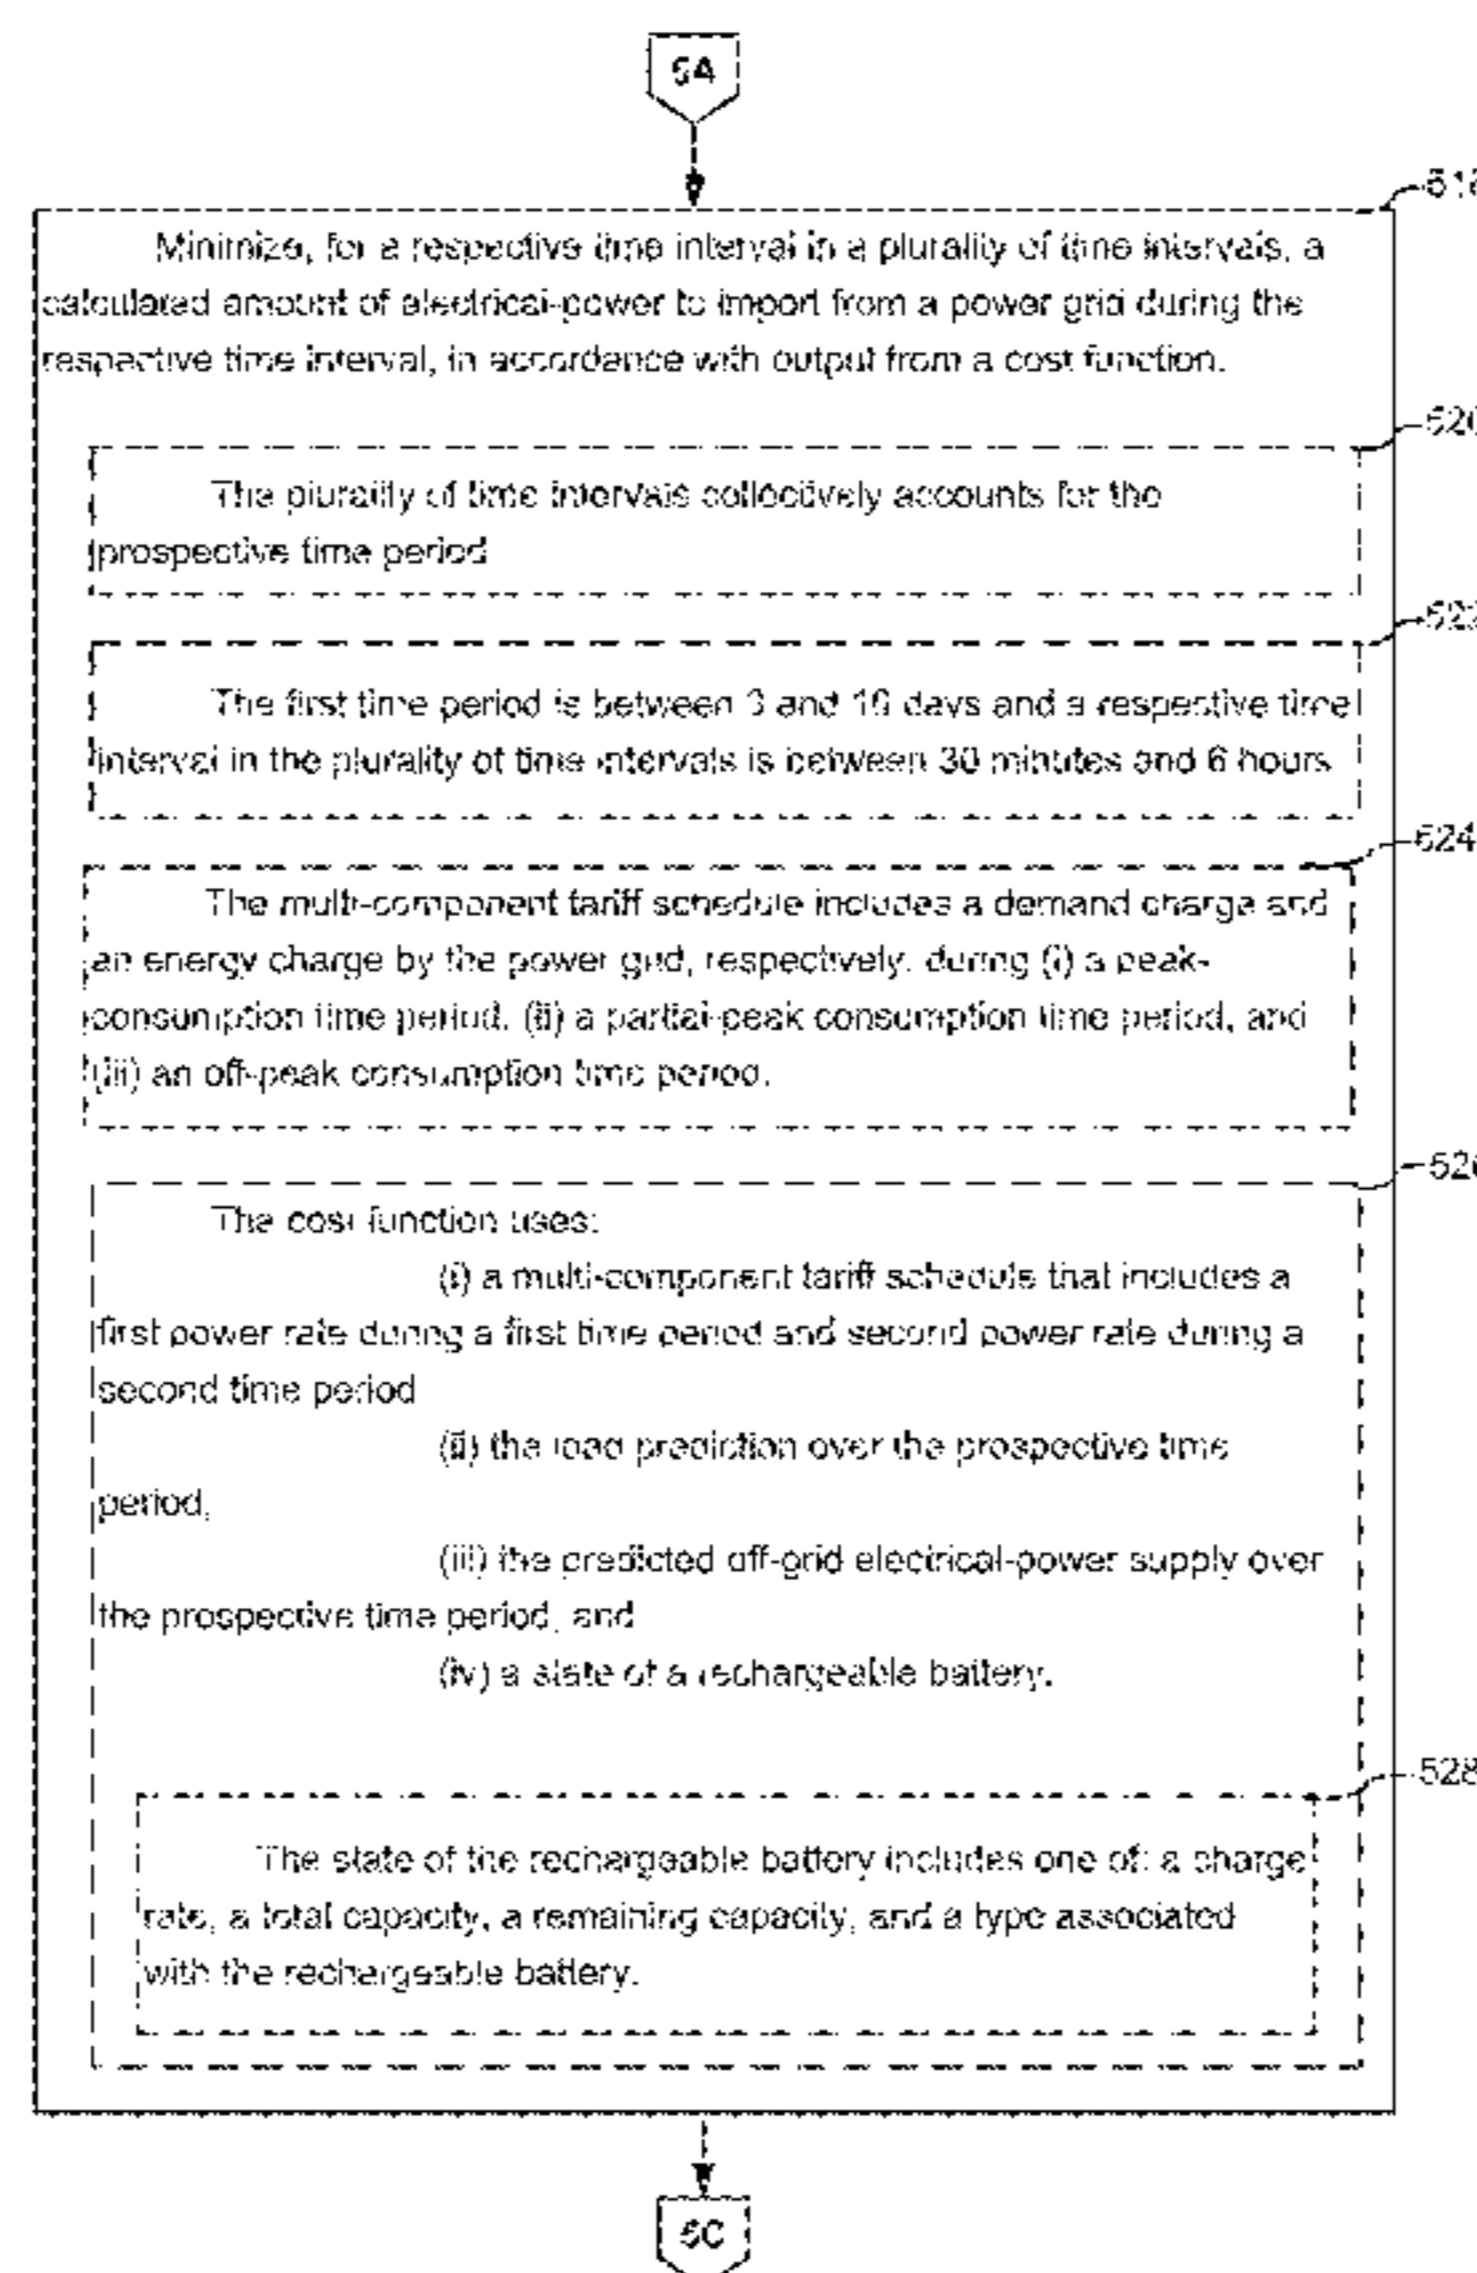 5A
518
Minimize, for a respective time interval in a plurality of time intervals, a
calculated amount of electrical-power to import from a power grid during the
respective time interval, in accordance with output from a cost function.
520
The plurality of time intervals collectively accounts for the
prospective time period
522
The first time period is between 3 and 10 days and a respective time
interval in the plurality of time intervals is between 30 minutes and 6 hours
524
The multi-component tariff schedule includes a demand charge and
an energy charge by the power grid, respectively, during (i) a peak-
consumption time period, (ii) a partial-peak consumption time period, and
(iii) an off-peak consumption time period.
526
The cost function uses:
(i) a multi-component tariff schedule that includes a
first power rate during a first time period and second power rate during a
second time period
(ii) the load prediction over the prospective time
period,
(iii) the predicted off-grid electrical-power supply over
the prospective time period, and
(iv) a state of a rechargeable battery.
528
The state of the rechargeable battery includes one of: a charge
rate, a total capacity, a remaining capacity, and a type associated
with the rechargeable battery.
5C